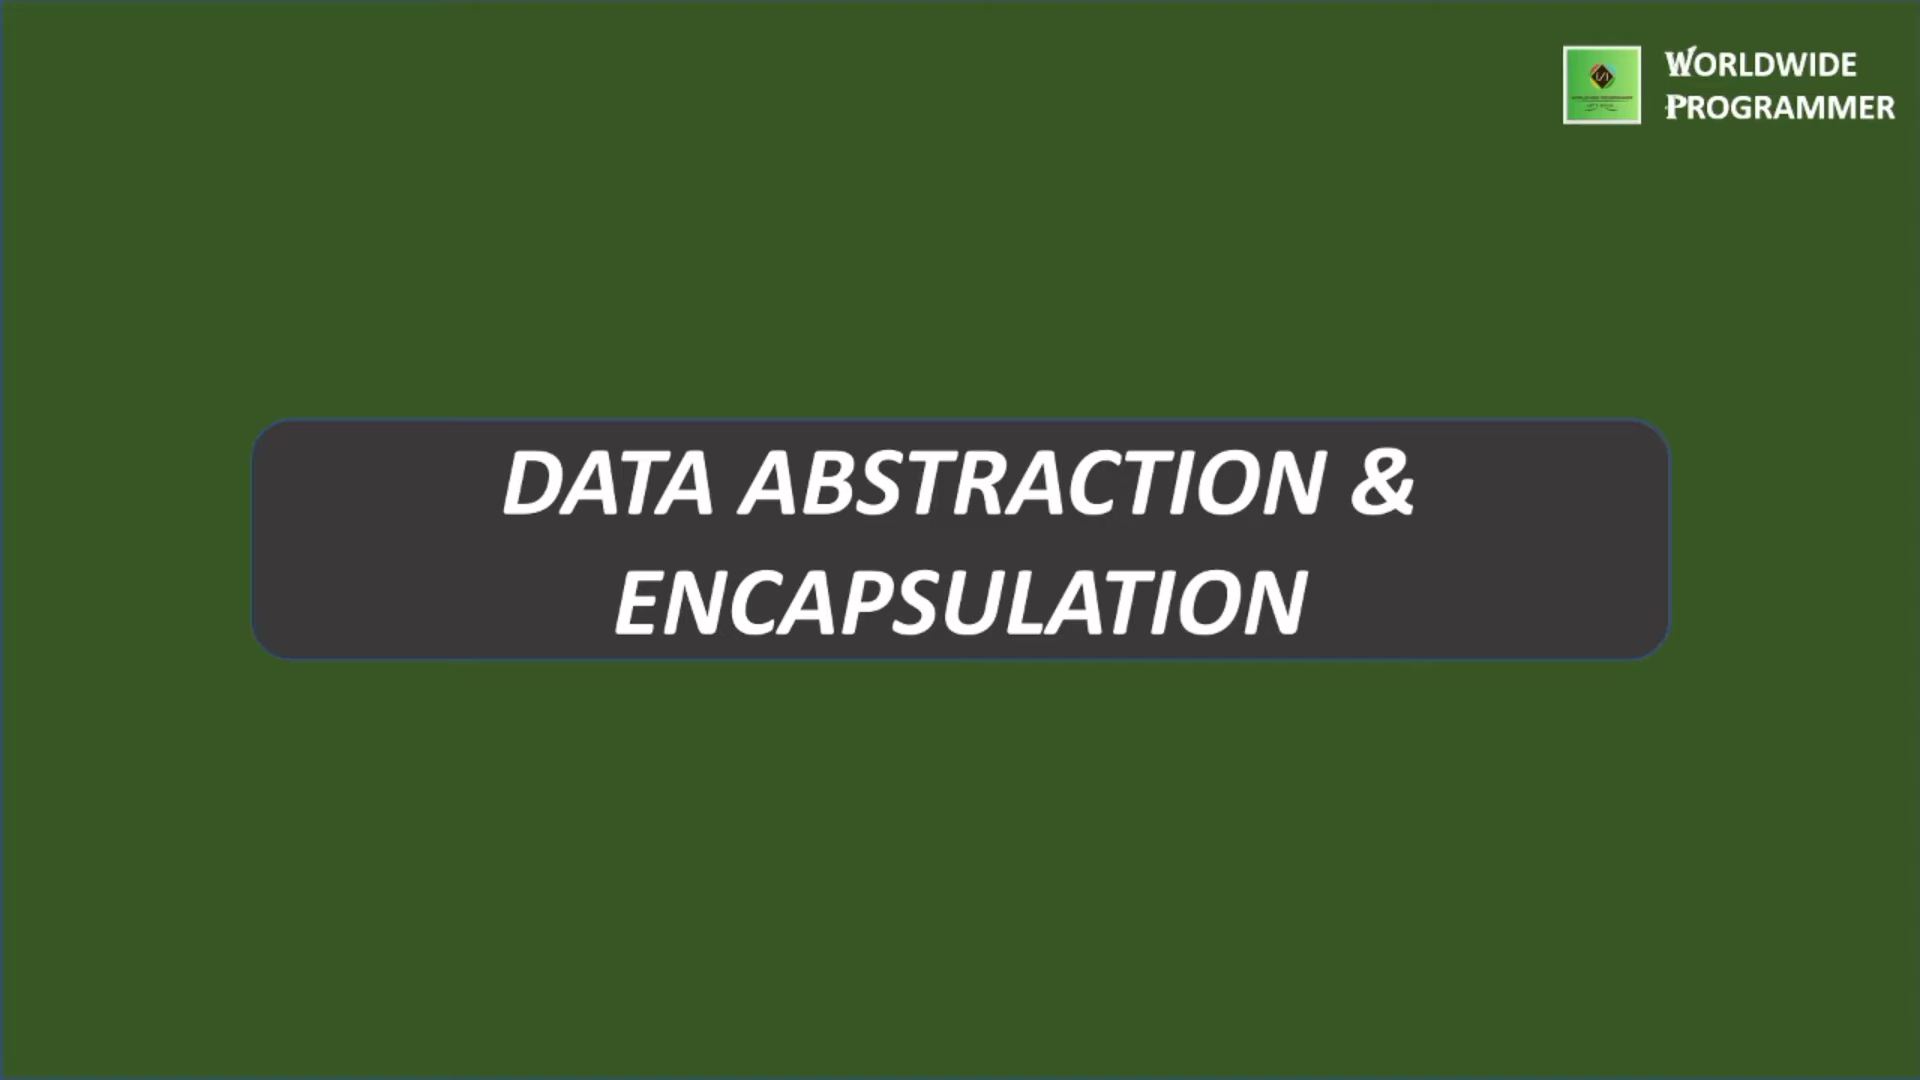 WORLDWIDE
PROGRAMMER
DATA ABSTRACTION &
ENCAPSULATION